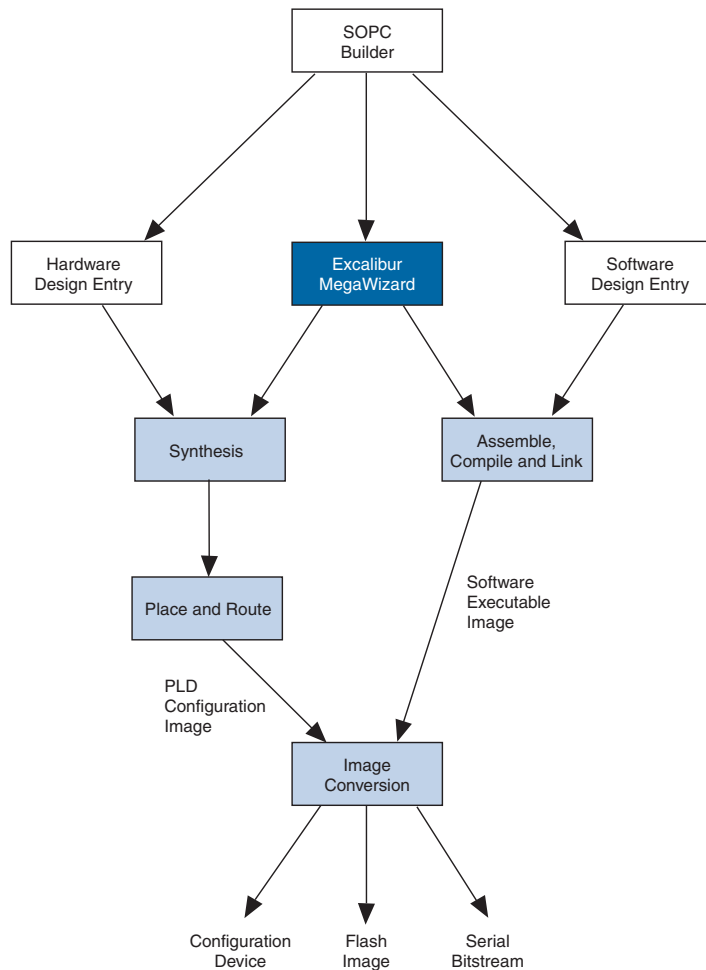 SOPC
Builder
Hardware
Design Entry
Excalibur
MegaWizard
Software
Design Entry
Synthesis
Assemble,
Compile and Link
Place and Route
Software
Executable
Image
PLD
Configuration
Image
Image
Conversion
Configuration
Device
Flash
Image
Serial
Bitstream